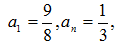 a₁ = 9/8, aₙ = 1/3,